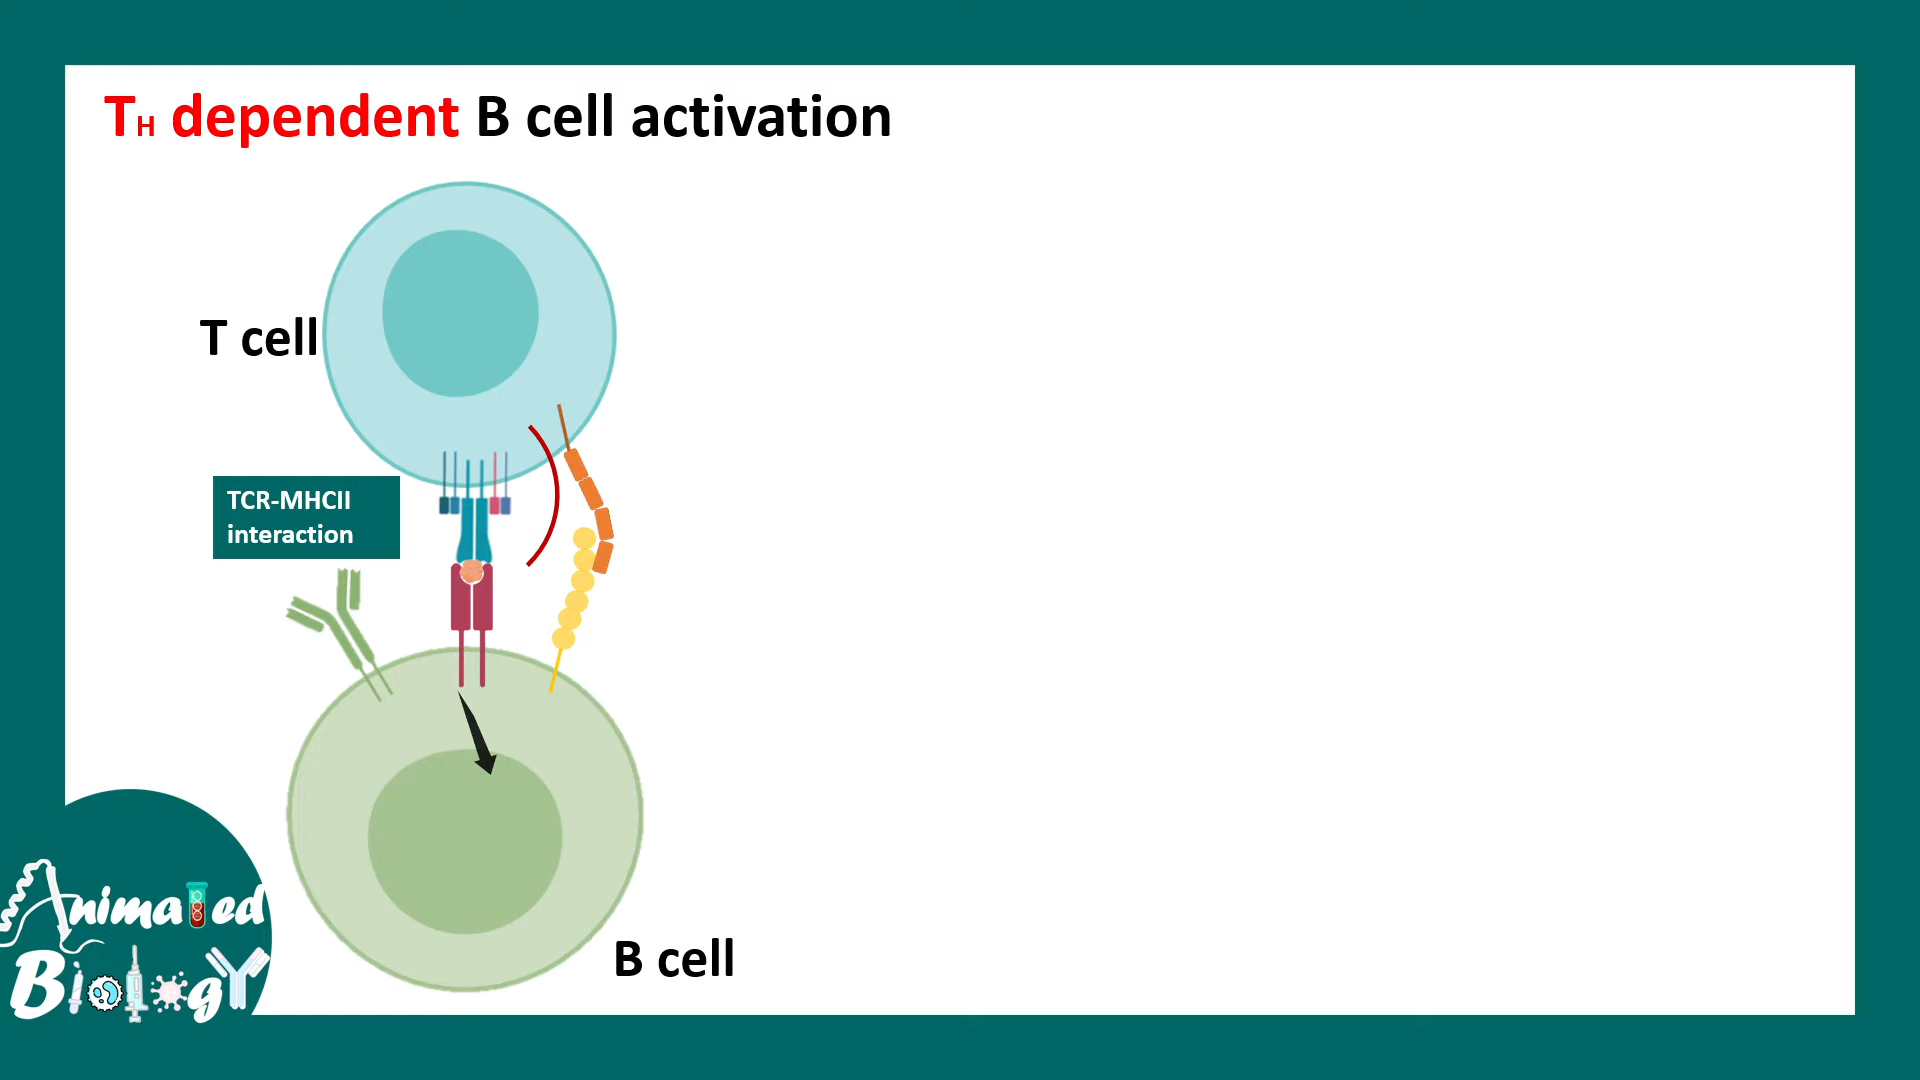 TH dependent B cell activation
T cell
TCR-MHCII
interaction
B cell
Animated
Biology